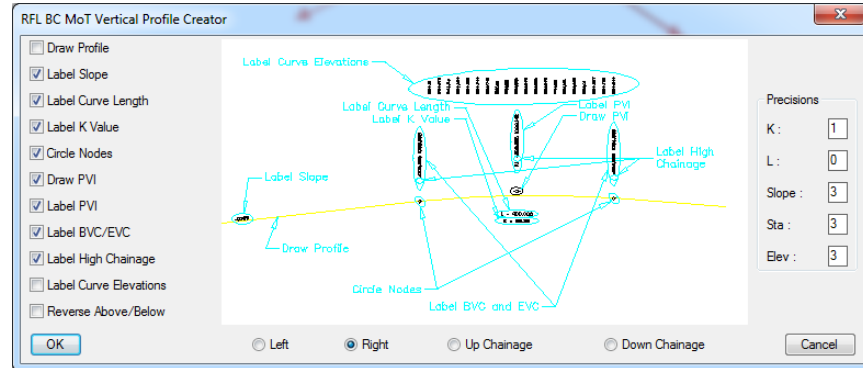 RFL BC MoT Vertical Profile Creator
Draw Profile
Label Slope
Label Curve Length
Label K Value
Circle Nodes
Draw PVI
Label PVI
Label BVC/EVC
Label High Chainage
Label Curve Elevations
Reverse Above/Below
OK
Label Curve Elevations
Label Curve Length
Label K Value
Label PVI
Draw PVI
Label High
Chainage
Label Slope
Draw Profile
Circle Nodes
Label BVC and EVC
Left
Right
Up Chainage
Down Chainage
Precisions
K : 1
L : 0
Slope : 3
Sta : 3
Elev : 3
Cancel